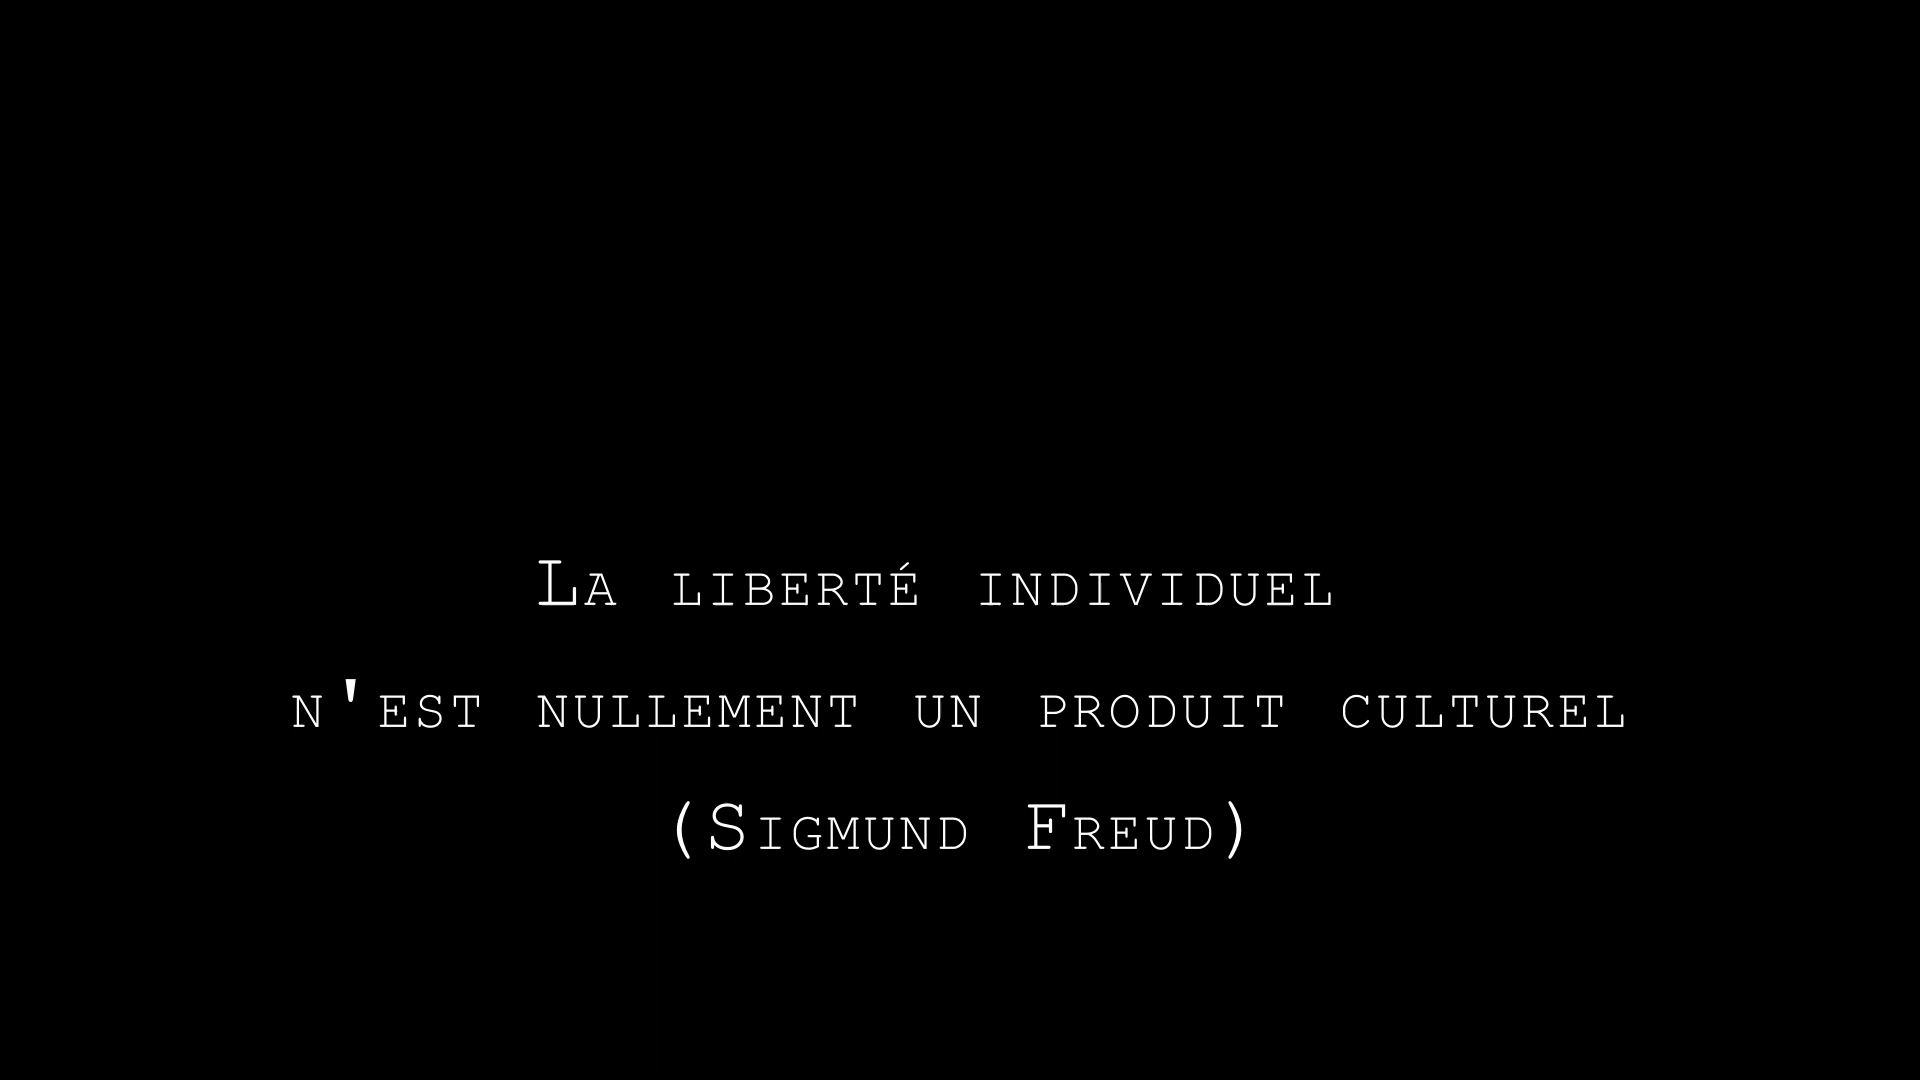 La liberté individuel
n'est nullement un produit culturel
(Sigmund Freud)